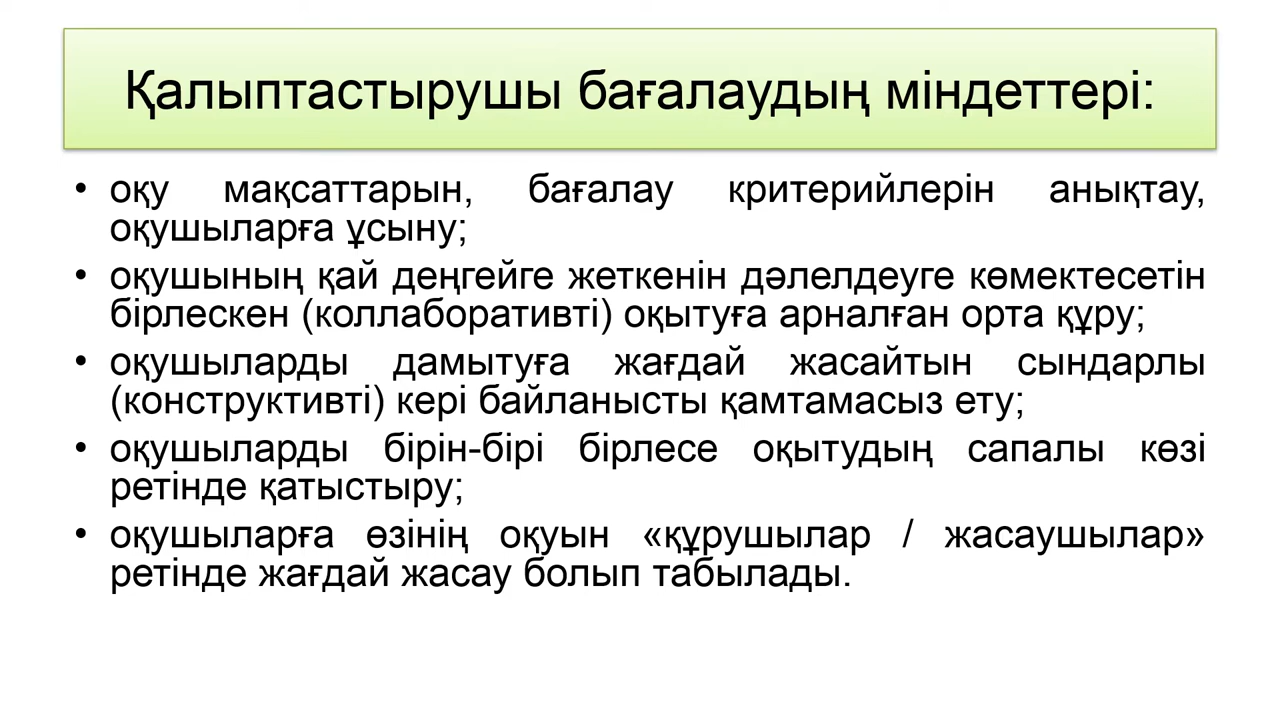 Қалыптастырушы бағалаудың міндеттері:
• оқу мақсаттарын, бағалау критерийлерін анықтау,
оқушыларға ұсыну;
• оқушының қай деңгейге жеткенін дәлелдеуге көмектесетін
бірлескен (коллаборативті) оқытуға арналған орта құру;
• оқушыларды дамытуға жағдай жасайтын сындарлы
(конструктивті) кері байланысты қамтамасыз ету;
• оқушыларды бірін-бірі бірлесе оқытудың сапалы көзі
ретінде қатыстыру;
• оқушыларға өзінің оқуын «құрушылар / жасаушылар»
ретінде жағдай жасау болып табылады.